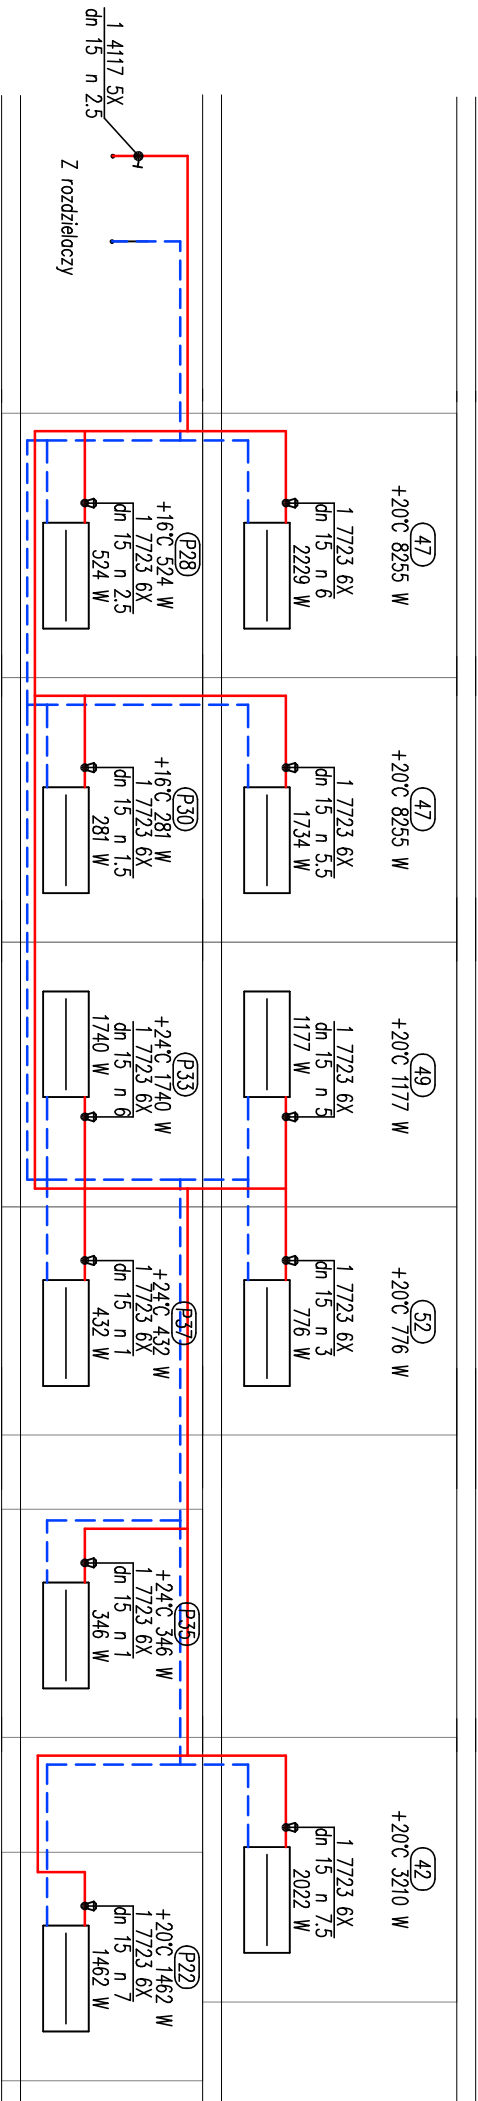 1 4117 5X
dn 15 n 2.5
Z rozdzielaczy
47
+20°C 8255 W
1 7723 6X
dn 15 n 6
2229 W
P28
+16°C 524 W
1 7723 6X
dn 15 n 2.5
524 W
47
+20°C 8255 W
1 7723 6X
dn 15 n 5.5
1734 W
P30
+16°C 281 W
1 7723 6X
dn 15 n 1.5
281 W
49
+20°C 1177 W
1 7723 6X
dn 15 n 5
1177 W
P33
+24°C 1740 W
1 7723 6X
dn 15 n 6
1740 W
52
+20°C 776 W
1 7723 6X
dn 15 n 3
776 W
P37
+24°C 432 W
1 7723 6X
dn 15 n 1
432 W
P35
+24°C 346 W
1 7723 6X
dn 15 n 1
346 W
42
+20°C 3210 W
1 7723 6X
dn 15 n 7.5
2022 W
P22
+20°C 1462 W
1 7723 6X
dn 15 n 7
1462 W